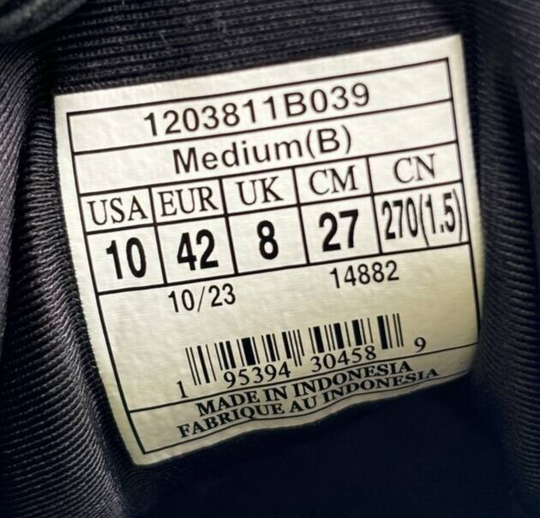 1203811B039
Medium(B)
USA EUR UK CM CN
10 42 8 27 270(1.5)
10/23 14882
1 95394 30458 9
MADE IN INDONESIA
FABRIQUE AU INDONESIA